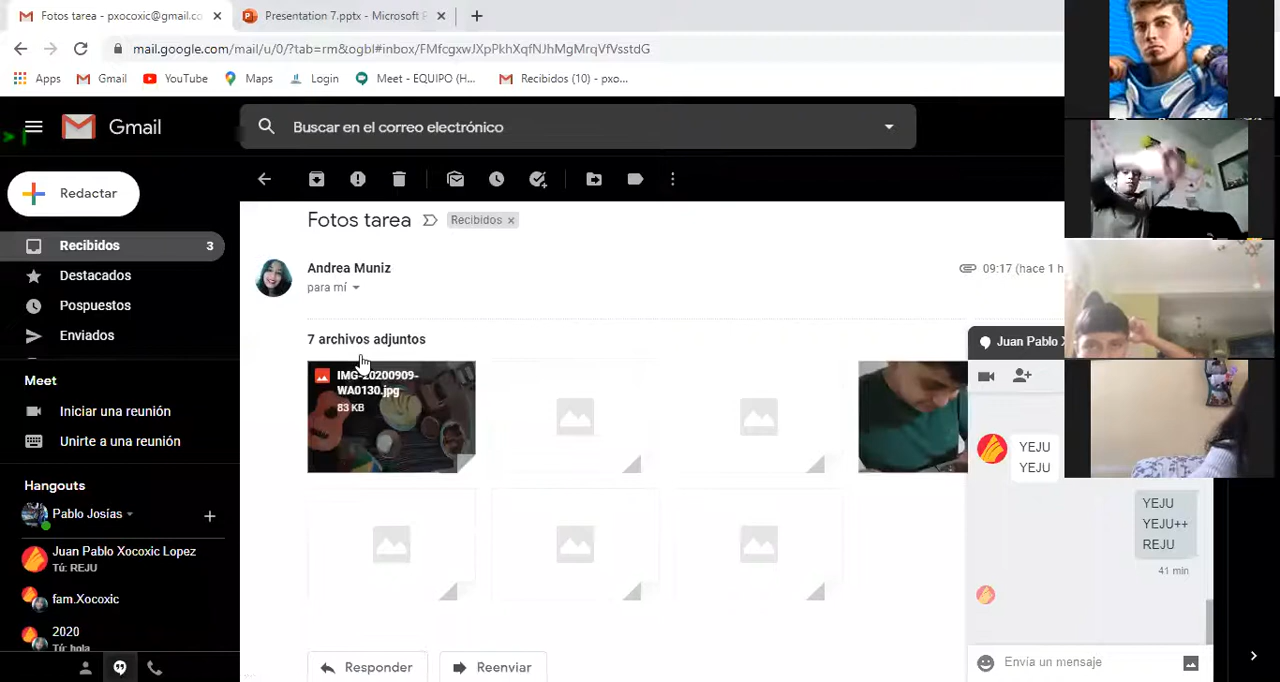 Fotos tarea - pxocoxic@gmail.co
Presentation 7.pptx - Microsoft P
mail.google.com/mail/u/0/?tab=rm&ogbl#inbox/FMfcgxwJXpPkhXqfNJhMgMrqVfVsstdG
Apps
Gmail
YouTube
Maps
Login
Meet - EQUIPO (H...
Recibidos (10) - pxo...
Gmail
Buscar en el correo electrónico
Redactar
Fotos tarea
Recibidos ×
Recibidos 3
Destacados
Pospuestos
Enviados
Andrea Muniz
09:17 (hace 1 h
para mí
7 archivos adjuntos
IMG-20200909-
WA0130.jpg
83 KB
Meet
Iniciar una reunión
Unirte a una reunión
Hangouts
Pablo Josías
Juan Pablo Xocoxic Lopez
Tú: REJU
fam.Xocoxic
2020
Tú: hola
Juan Pablo X
YEJU
YEJU
YEJU
YEJU++
REJU
41 min
Envía un mensaje
Responder
Reenviar